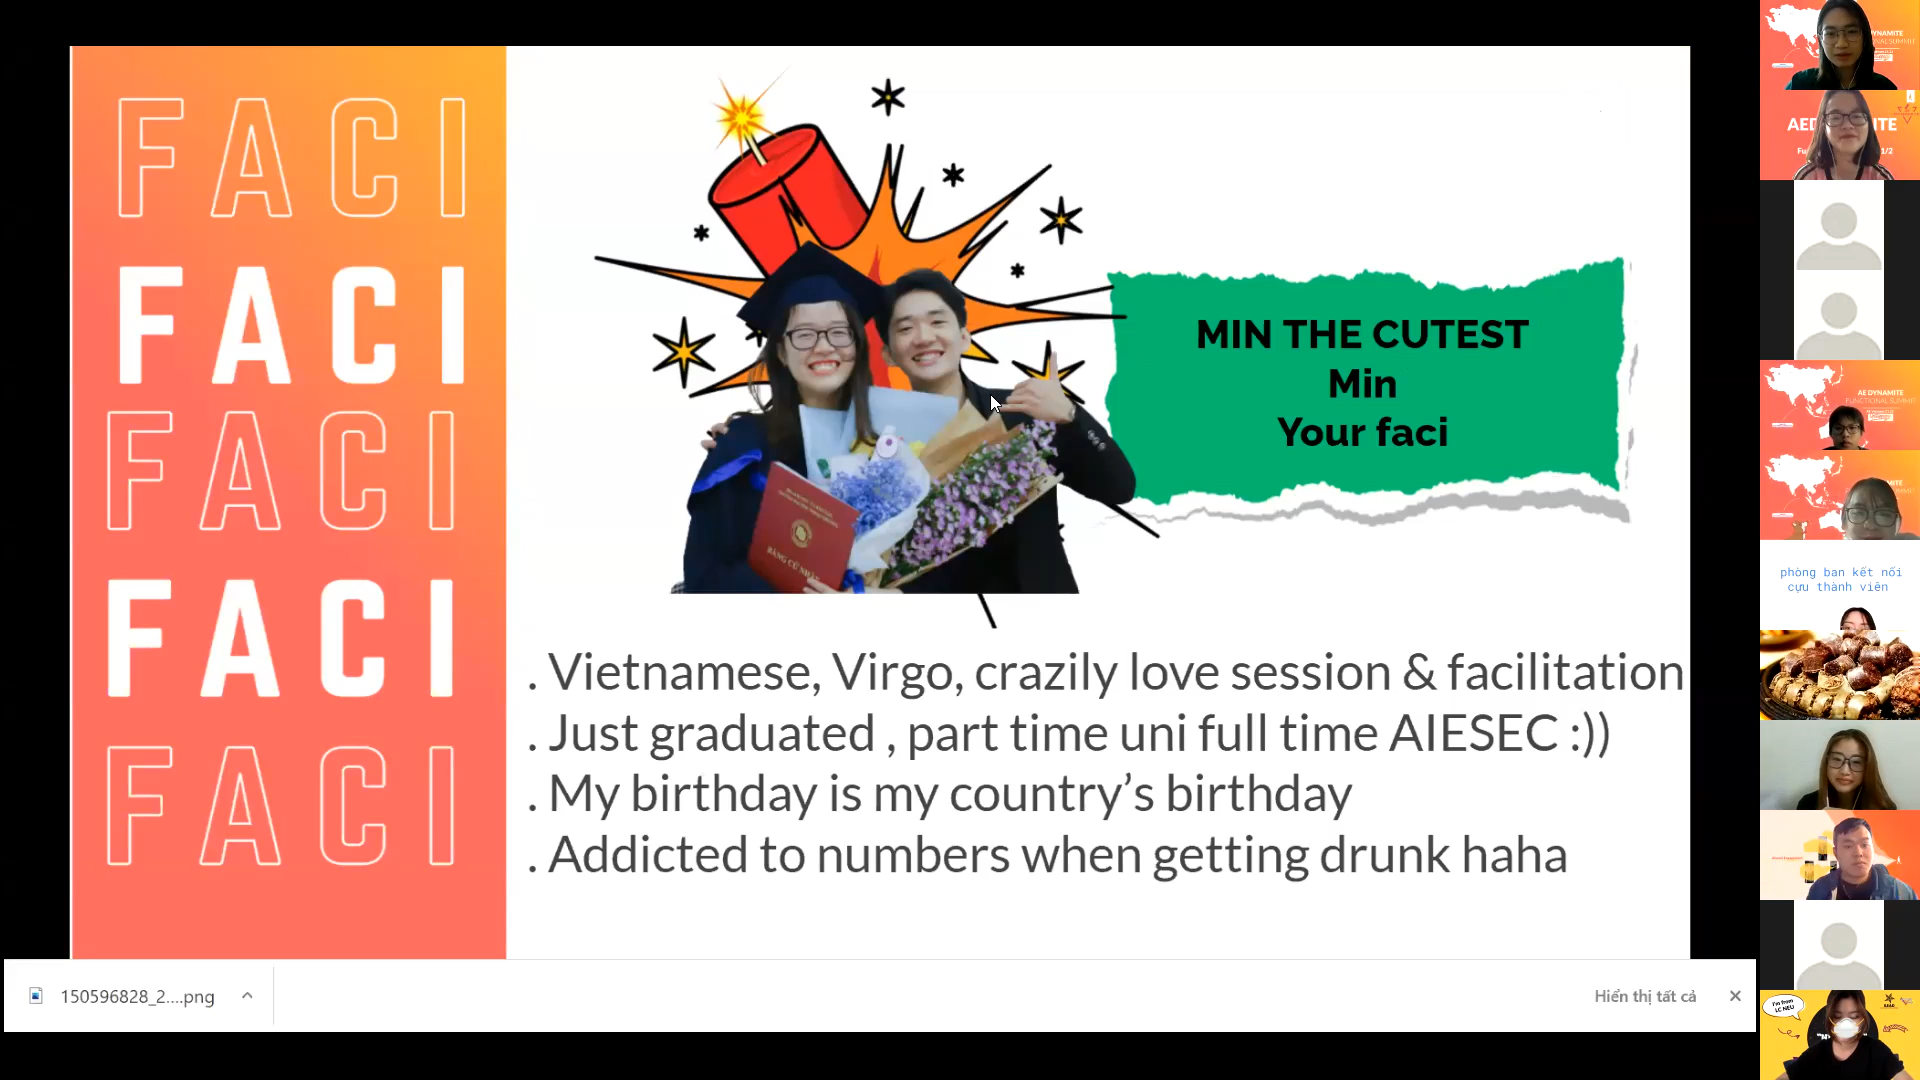 FACI
FACI
FACI
FACI
FACI
MIN THE CUTEST
Min
Your faci
BẰNG CỬ NHÂN
. Vietnamese, Virgo, crazily love session & facilitation
. Just graduated , part time uni full time AIESEC :))
. My birthday is my country’s birthday
. Addicted to numbers when getting drunk haha
150596828_2....png
Hiển thị tất cả
AE DYNAMITE
FUNCTIONAL SUMMIT
phòng ban kết nối
cựu thành viên
I'm from
LC NEU